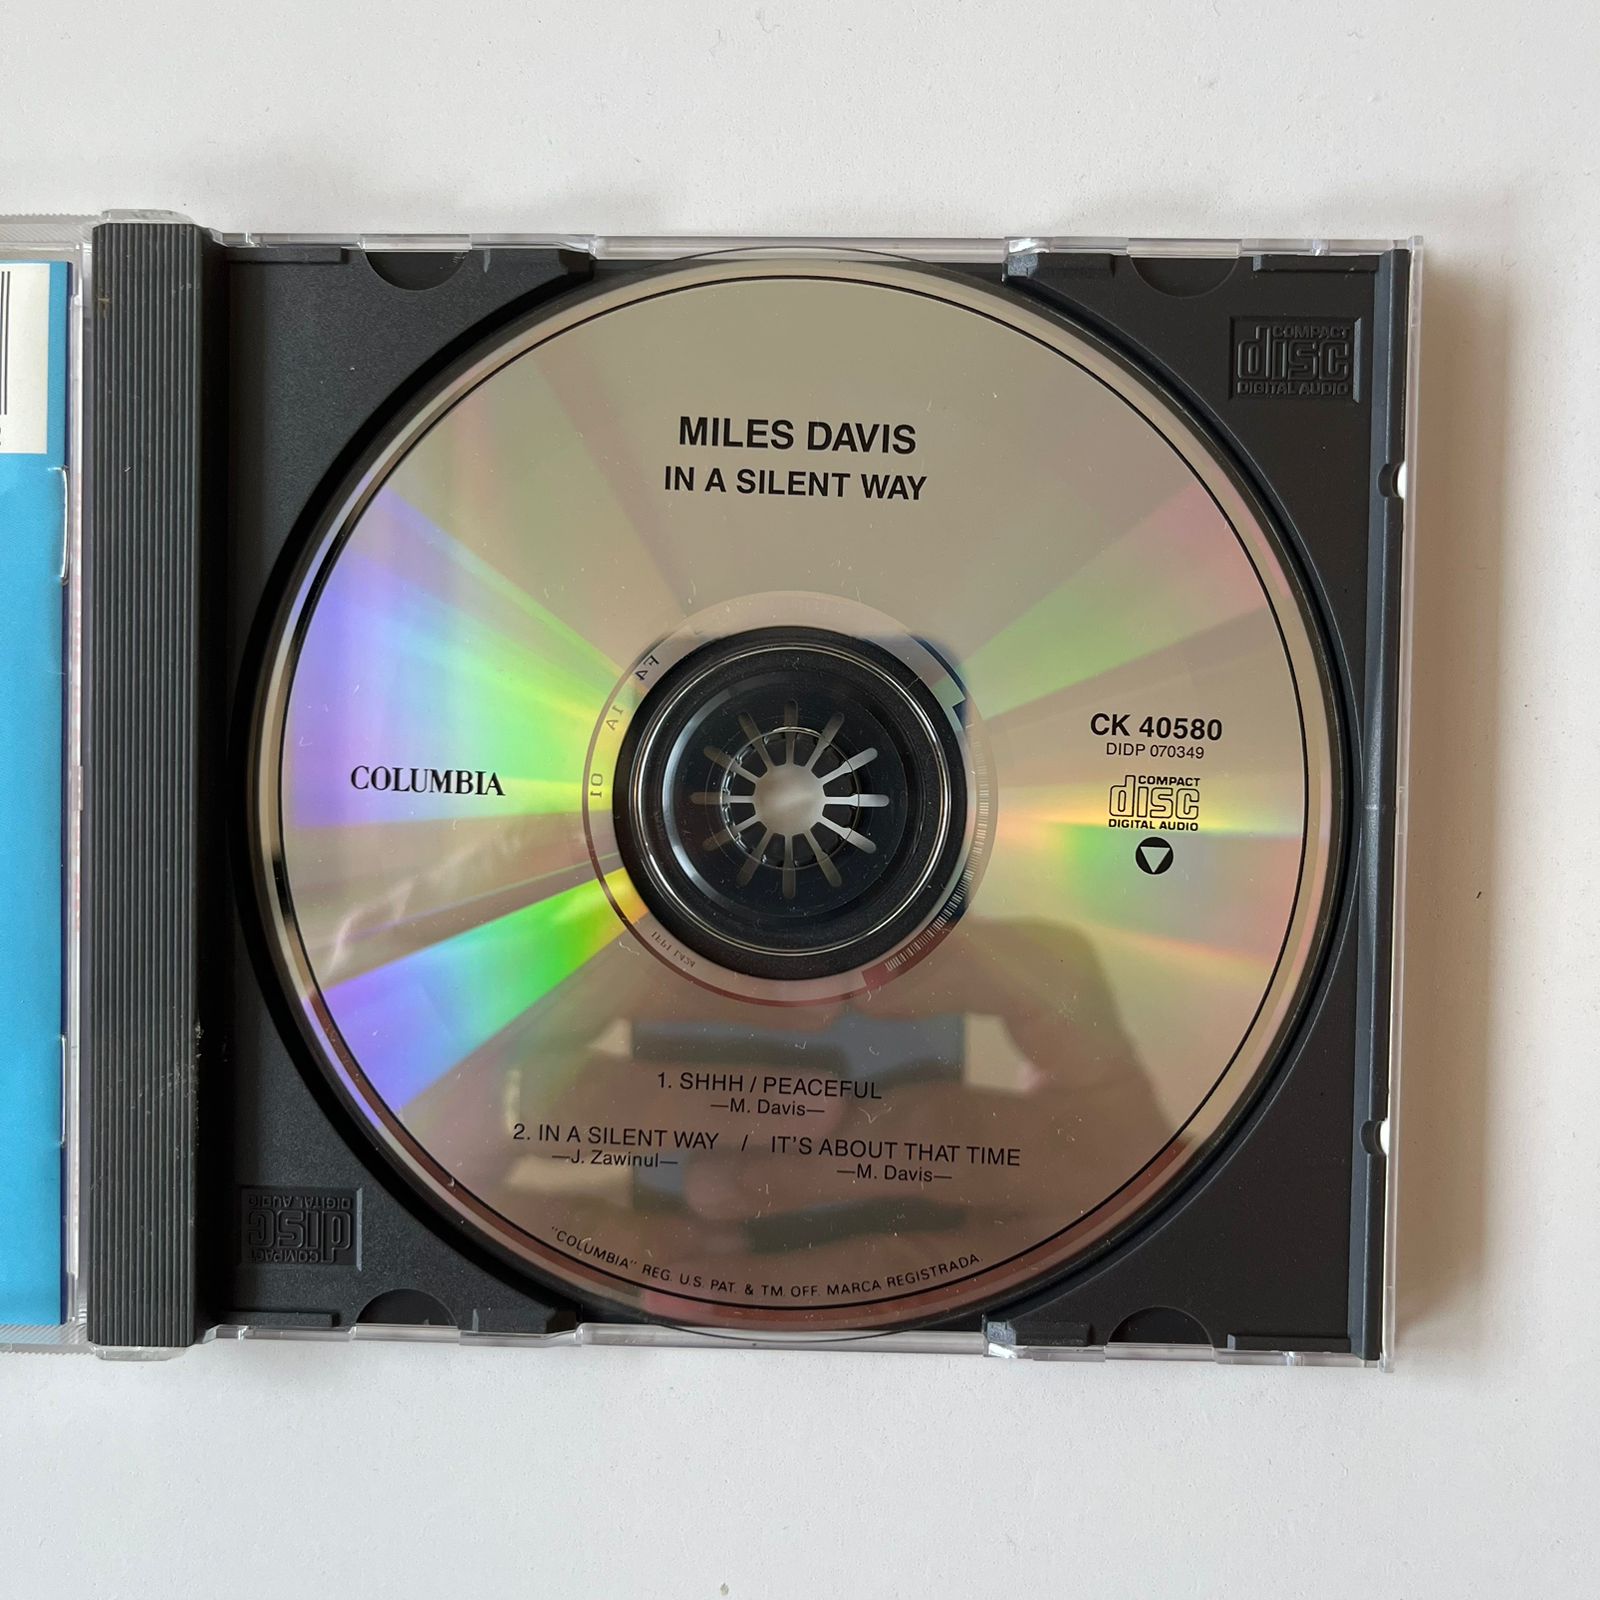 COMPACT
disc
DIGITAL AUDIO
MILES DAVIS
IN A SILENT WAY
COLUMBIA
CK 40580
DIDP 070349
COMPACT
disc
DIGITAL AUDIO
1. SHHH / PEACEFUL
—M. Davis—
2. IN A SILENT WAY / IT'S ABOUT THAT TIME
—J. Zawinul— —M. Davis—
"COLUMBIA" REG. U.S. PAT. & TM. OFF. MARCA REGISTRADA.
COMPACT
disc
DIGITAL AUDIO